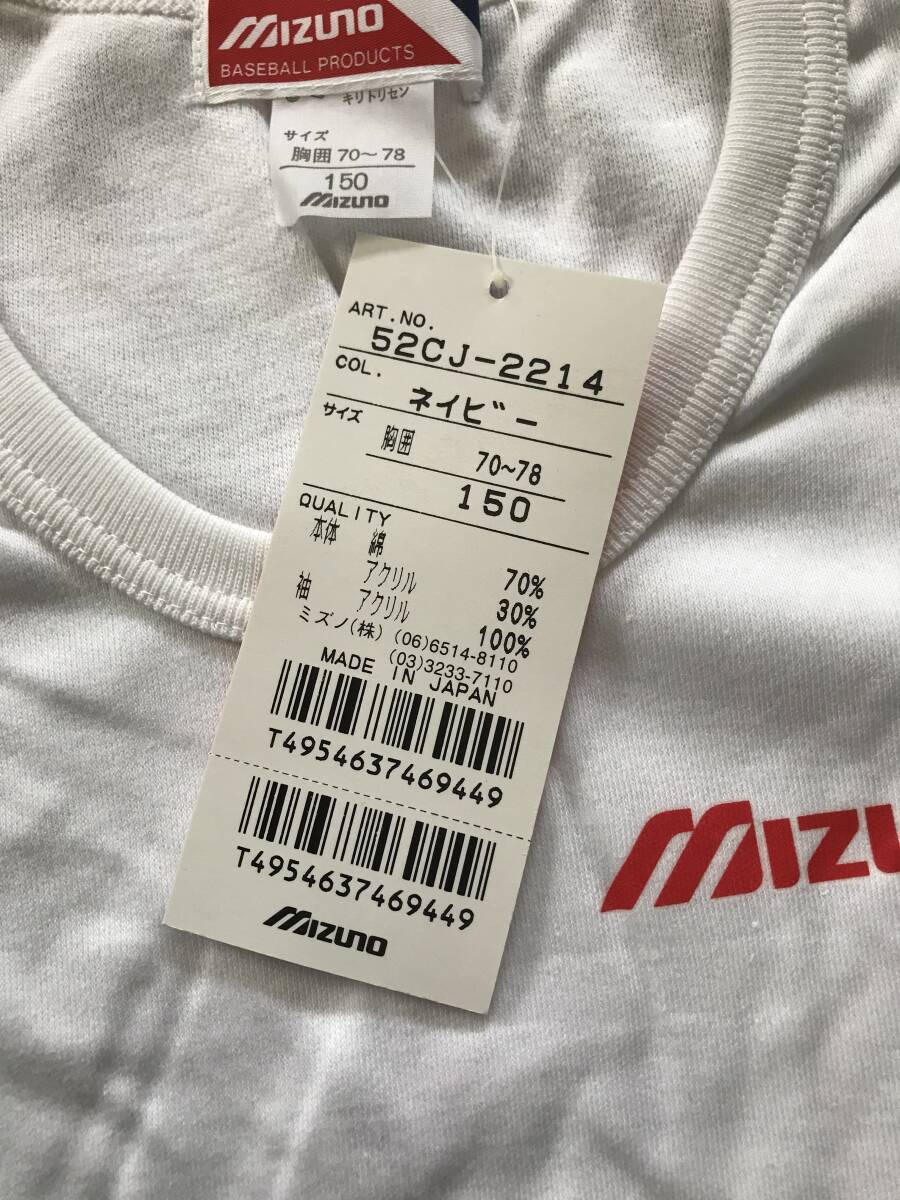 MIZUNO
BASEBALL PRODUCTS
キリトリセン
サイズ
胸囲 70～78
150
MIZUNO
ART.NO.
52CJ-2214
COL.
ネイビー
サイズ
胸囲 70～78
150
QUALITY
本体 綿 70%
アクリル 30%
袖 アクリル 100%
ミズノ(株) (06)6514-8110
(03)3233-7110
MADE IN JAPAN
T4954637469449
T4954637469449
MIZUNO
MIZU